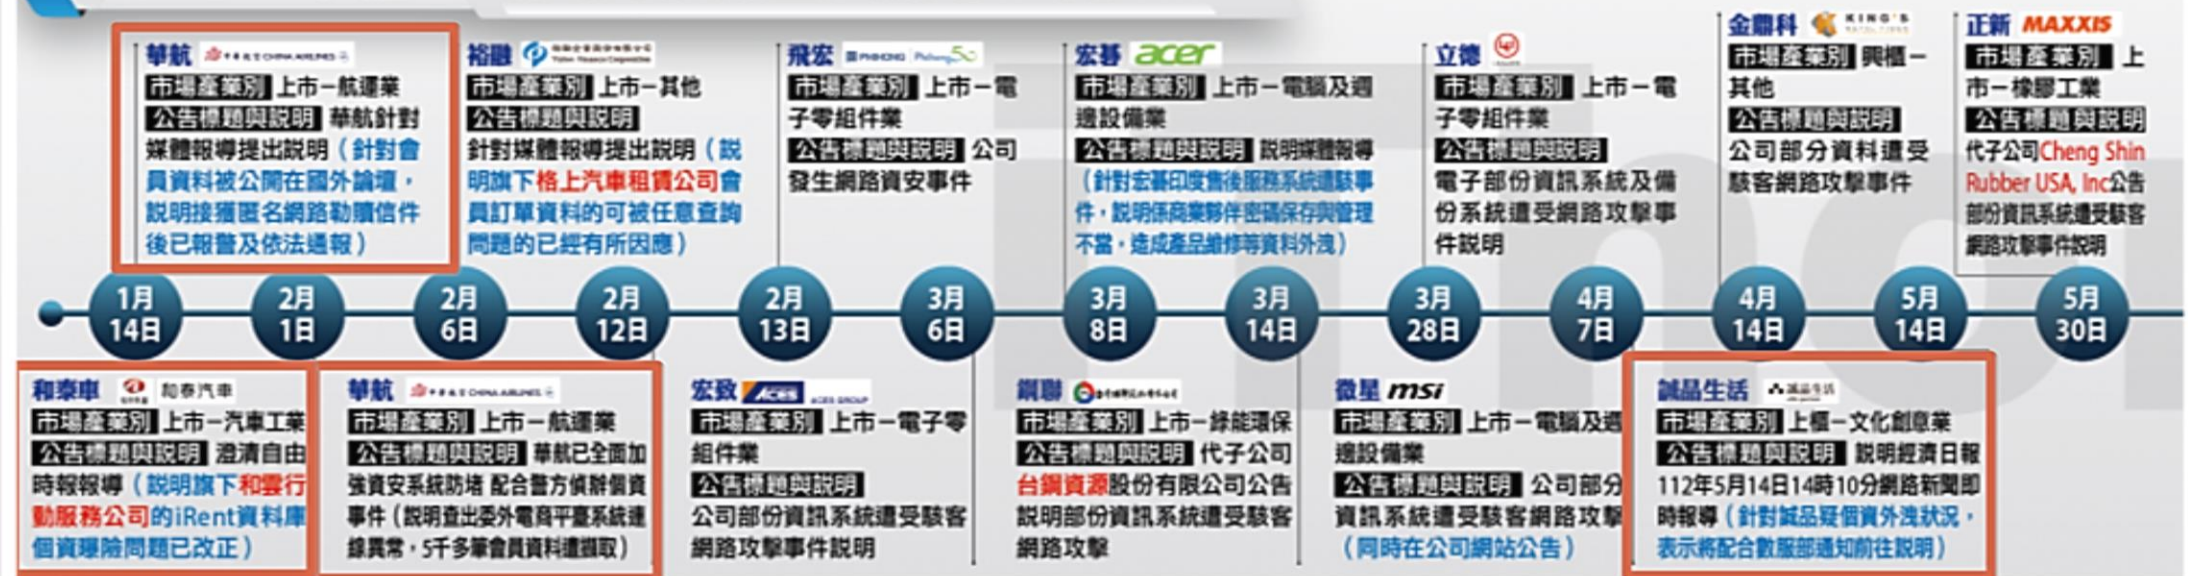 華航 CHINA AIRLINES
市場產業別 上市－航運業
公告標題與說明 華航針對
媒體報導提出說明（針對會
員資料被公開在國外論壇，
說明接獲匿名網路勒贖信件
後已報警及依法通報）
裕融
市場產業別 上市－其他
公告標題與說明
針對媒體報導提出說明（說
明旗下格上汽車租賃公司會
員訂單資料的可被任意查詢
問題的已經有所因應）
飛宏 PHIHONG
市場產業別 上市－電
子零組件業
公告標題與說明 公司
發生網路資安事件
宏碁 acer
市場產業別 上市－電腦及週
邊設備業
公告標題與說明 說明媒體報導
（針對宏碁印度售後服務系統遭駭事
件，說明係商業夥伴密碼保存與管理
不當，造成產品維修等資料外洩）
立德
市場產業別 上市－電
子零組件業
公告標題與說明
電子部份資訊系統及備
份系統遭受網路攻擊事
件說明
金鼎科 KING'S
市場產業別 興櫃－
其他
公告標題與說明
公司部分資料遭受
駭客網路攻擊事件
正新 MAXXIS
市場產業別 上
市－橡膠工業
公告標題與說明
代子公司Cheng Shin
Rubber USA, Inc公告
部份資訊系統遭受駭客
網路攻擊事件說明
1月
14日
2月
1日
2月
6日
2月
12日
2月
13日
3月
6日
3月
8日
3月
14日
3月
28日
4月
7日
4月
14日
5月
14日
5月
30日
和泰車 和泰汽車
市場產業別 上市－汽車工業
公告標題與說明 澄清自由
時報報導（說明旗下和雲行
動服務公司的iRent資料庫
個資曝險問題已改正）
華航 CHINA AIRLINES
市場產業別 上市－航運業
公告標題與說明 華航已全面加
強資安系統防堵 配合警方偵辦個資
事件（說明查出委外電商平臺系統連
線異常，5千多筆會員資料遭擷取）
宏致 ACES ACES GROUP
市場產業別 上市－電子零
組件業
公告標題與說明
公司部份資訊系統遭受駭客
網路攻擊事件說明
鋼聯
市場產業別 上市－綠能環保
公告標題與說明 代子公司
台鋼資源股份有限公司公告
說明部份資訊系統遭受駭客
網路攻擊
微星 msi
市場產業別 上市－電腦及週
邊設備業
公告標題與說明 公司部分
資訊系統遭受駭客網路攻擊
（同時在公司網站公告）
誠品生活 誠品生活
市場產業別 上櫃－文化創意業
公告標題與說明 說明經濟日報
112年5月14日14時10分網路新聞即
時報導（針對誠品疑個資外洩狀況，
表示將配合數服部通知前往說明）